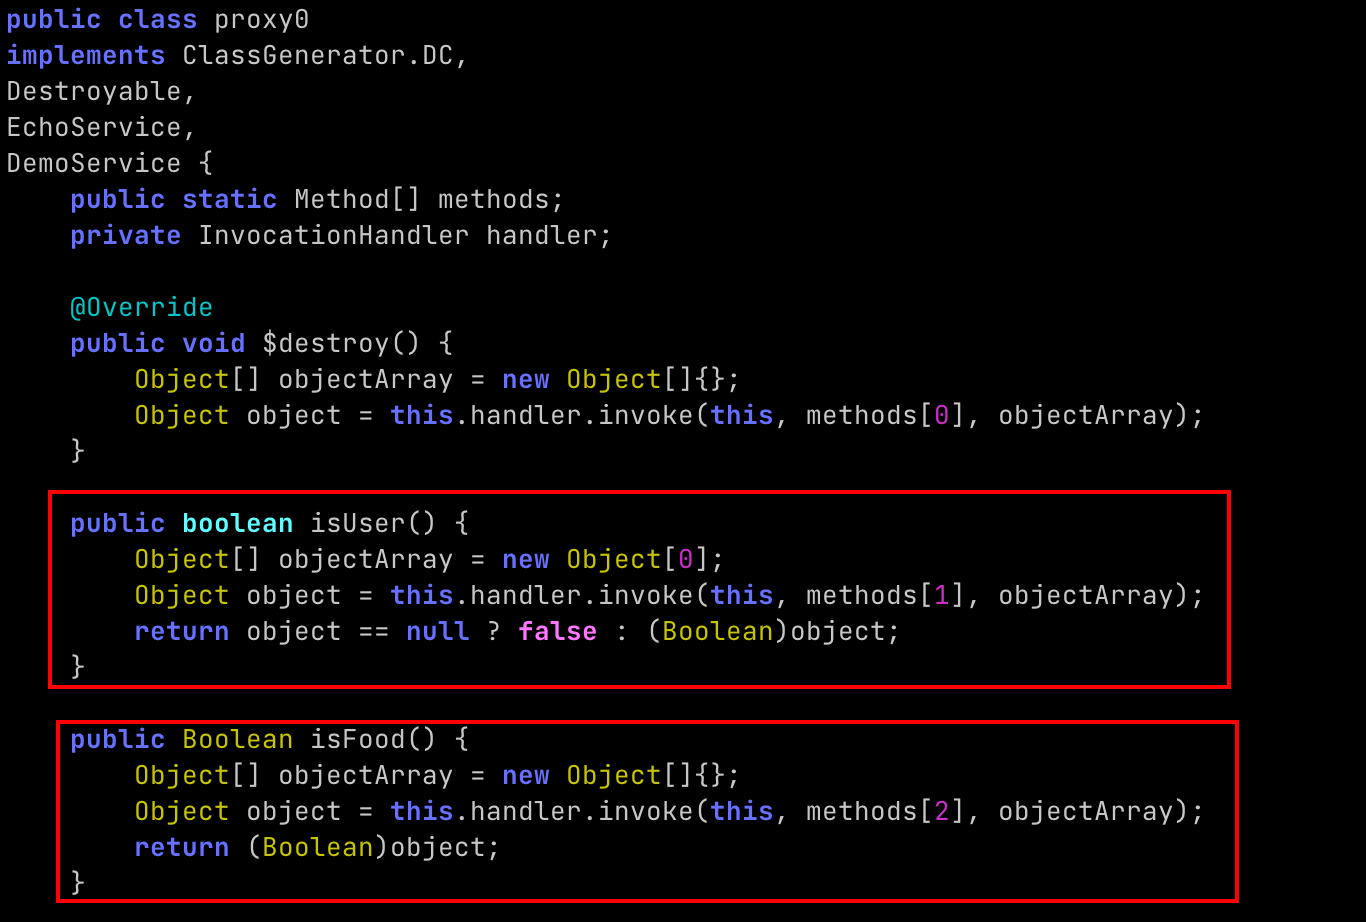 public class proxy0
implements ClassGenerator.DC,
Destroyable,
EchoService,
DemoService {
    public static Method[] methods;
    private InvocationHandler handler;

    @Override
    public void $destroy() {
        Object[] objectArray = new Object[]{};
        Object object = this.handler.invoke(this, methods[0], objectArray);
    }

    public boolean isUser() {
        Object[] objectArray = new Object[0];
        Object object = this.handler.invoke(this, methods[1], objectArray);
        return object == null ? false : (Boolean)object;
    }

    public Boolean isFood() {
        Object[] objectArray = new Object[]{};
        Object object = this.handler.invoke(this, methods[2], objectArray);
        return (Boolean)object;
    }